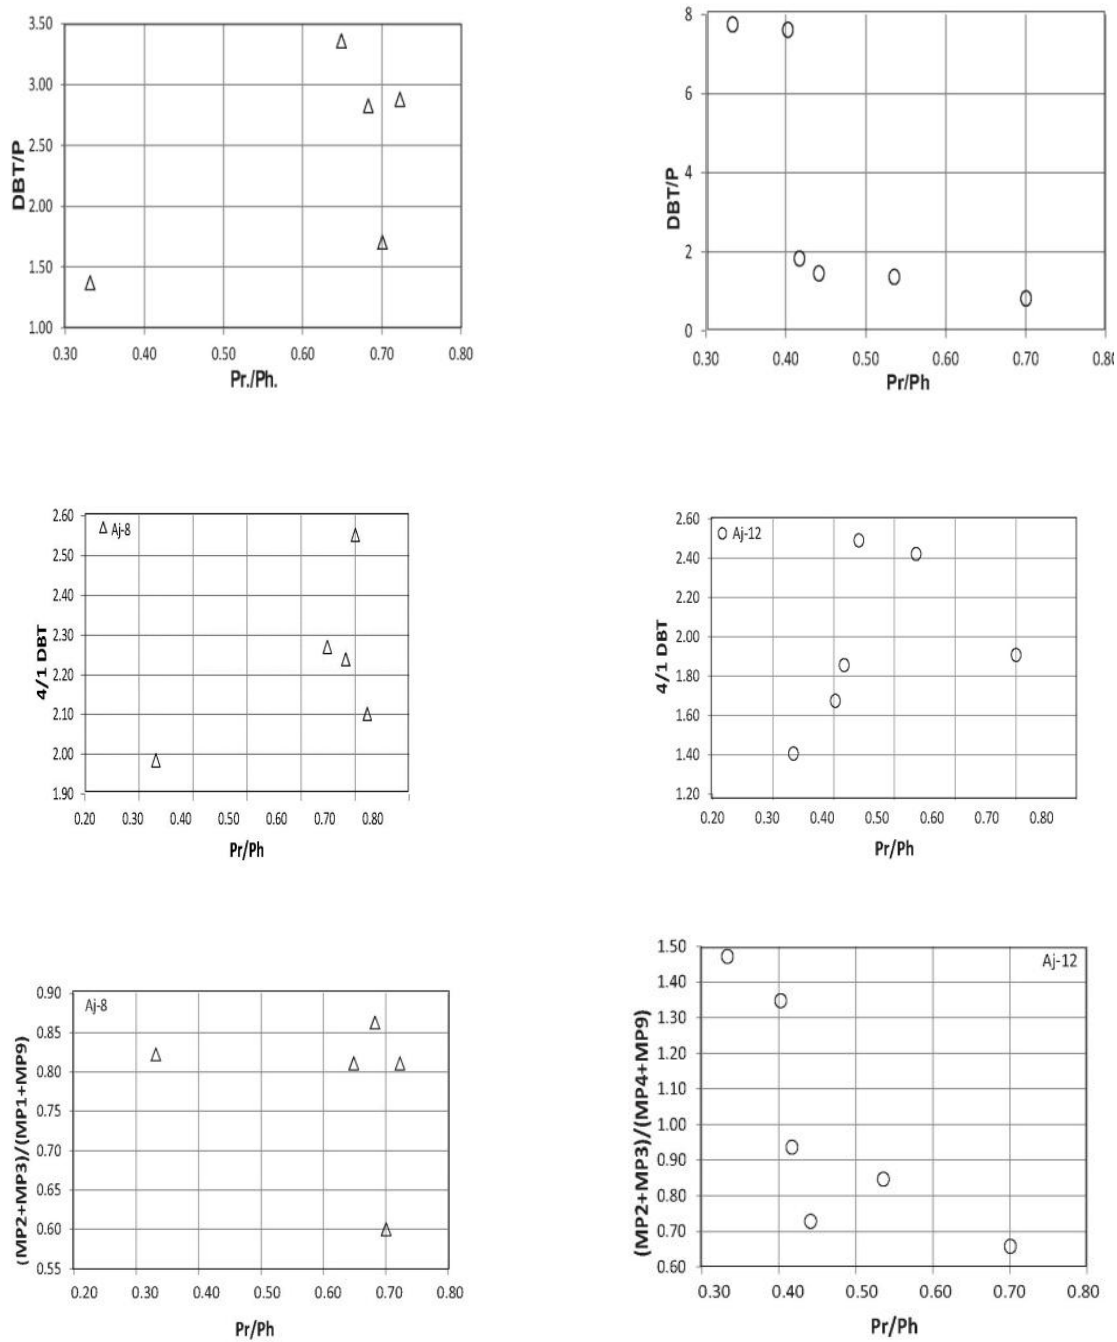 3.50
3.00
2.50
2.00
1.50
1.00
DBT/P
0.30 0.40 0.50 0.60 0.70 0.80
Pr./Ph.
8
6
4
2
0
DBT/P
0.30 0.40 0.50 0.60 0.70 0.80
Pr/Ph
Aj-8
2.60
2.50
2.40
2.30
2.20
2.10
2.00
1.90
4/1 DBT
0.20 0.30 0.40 0.50 0.60 0.70 0.80
Pr/Ph
Aj-12
2.60
2.40
2.20
2.00
1.80
1.60
1.40
1.20
4/1 DBT
0.20 0.30 0.40 0.50 0.60 0.70 0.80
Pr/Ph
Aj-8
0.90
0.85
0.80
0.75
0.70
0.65
0.60
0.55
(MP2+MP3)/(MP1+MP9)
0.20 0.30 0.40 0.50 0.60 0.70 0.80
Pr/Ph
Aj-12
1.50
1.40
1.30
1.20
1.10
1.00
0.90
0.80
0.70
0.60
(MP2+MP3)/(MP4+MP9)
0.30 0.40 0.50 0.60 0.70 0.80
Pr/Ph